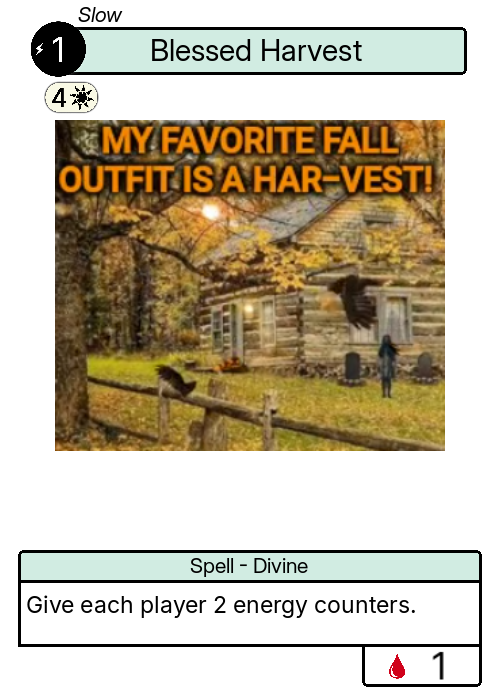 Slow
1
Blessed Harvest
4
MY FAVORITE FALL
OUTFIT IS A HAR-VEST!
Spell - Divine
Give each player 2 energy counters.
1